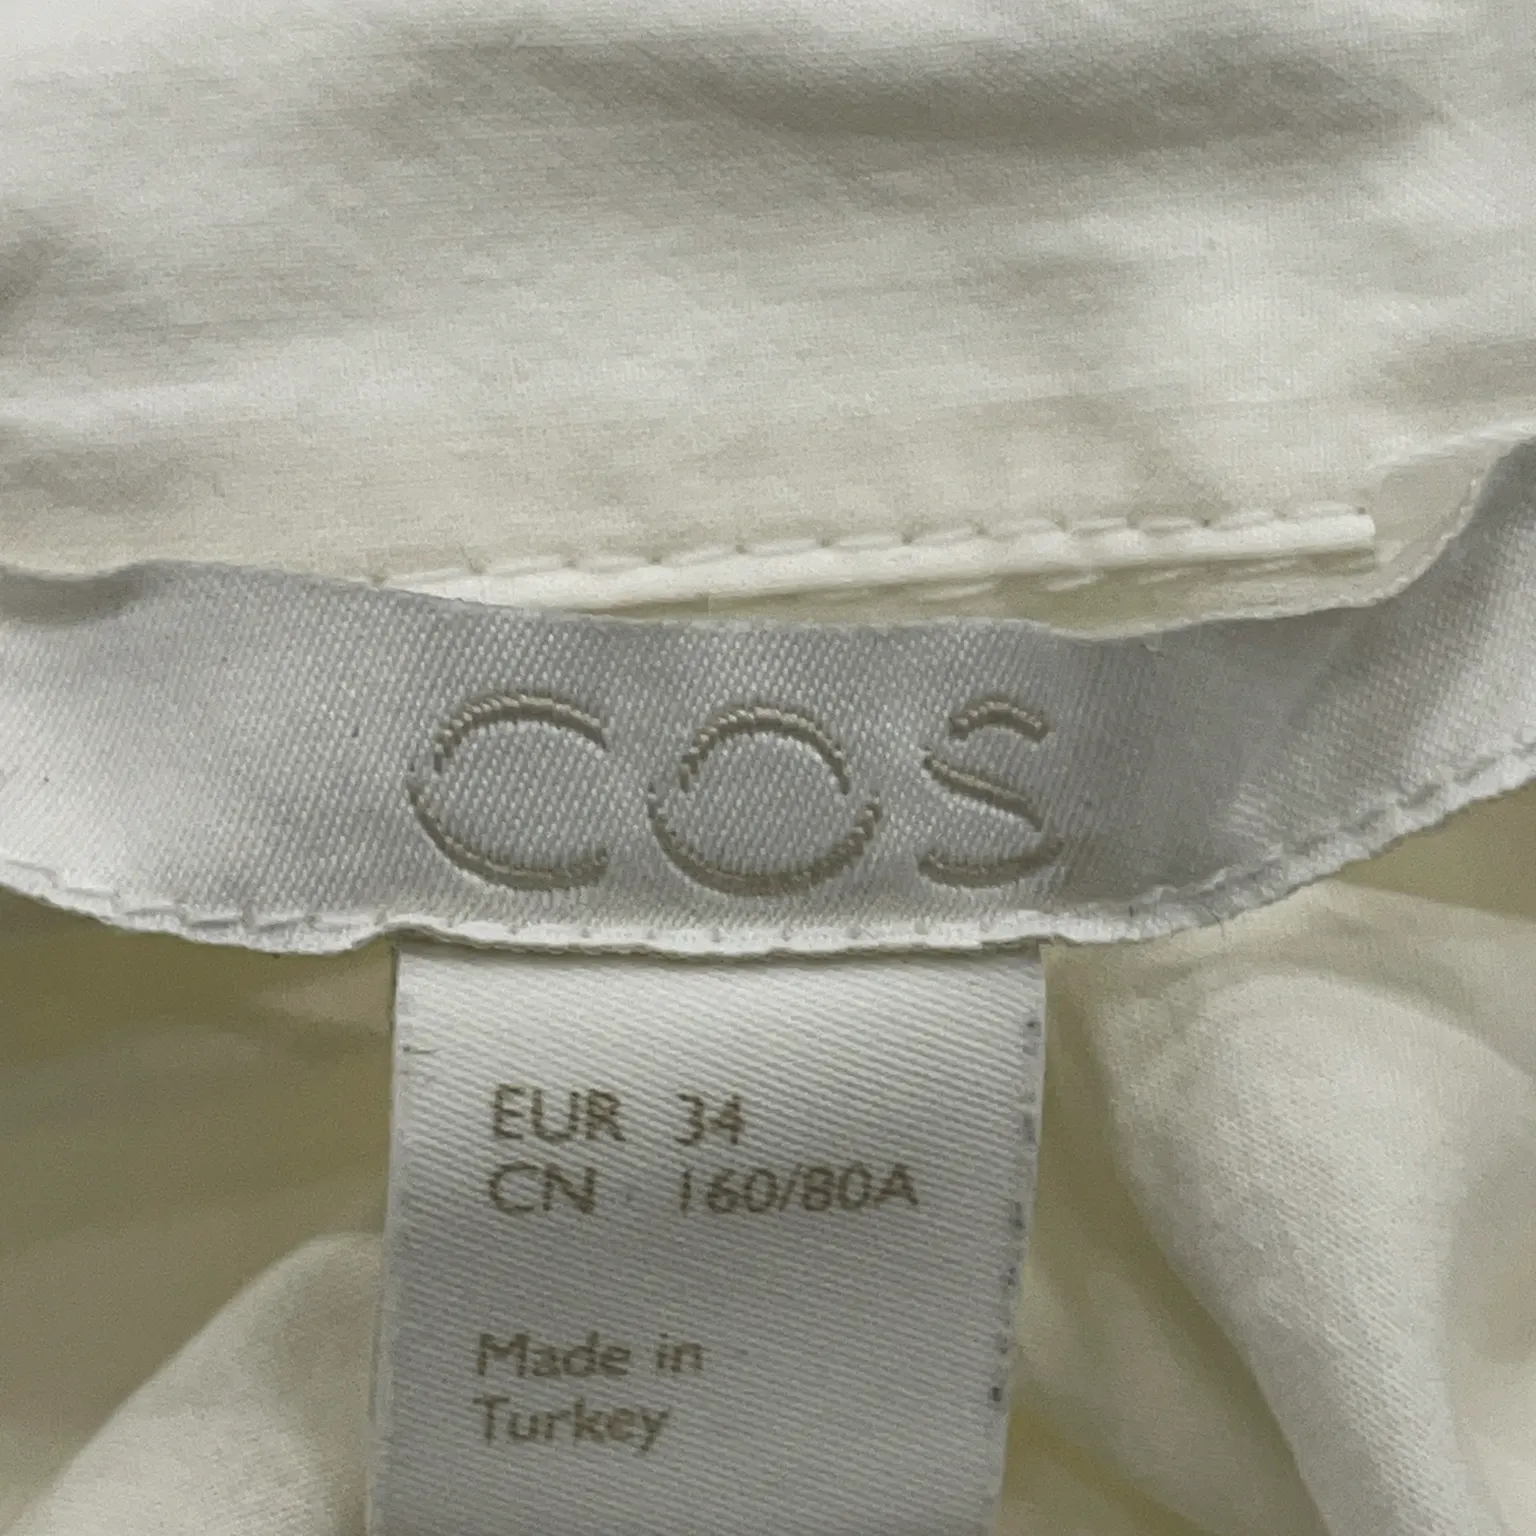 COS
EUR 34
CN 160/80A
Made in
Turkey